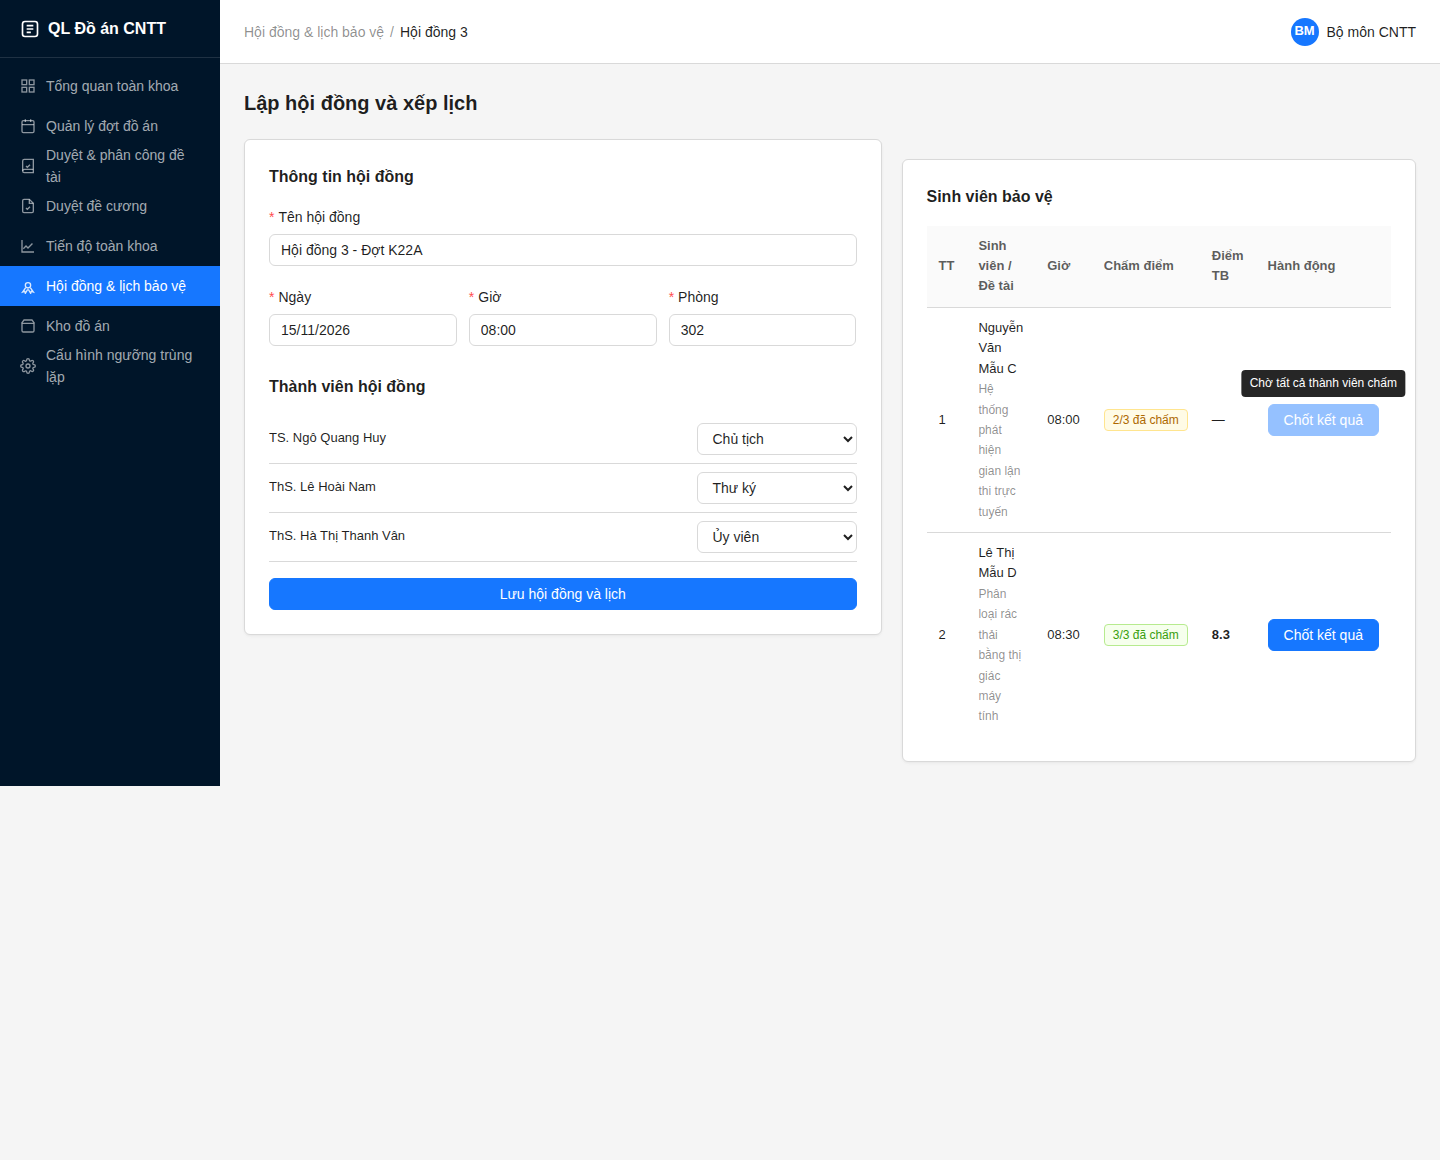 QL Đồ án CNTT
Tổng quan toàn khoa
Quản lý đợt đồ án
Duyệt & phân công đề
tài
Duyệt đề cương
Tiến độ toàn khoa
Hội đồng & lịch bảo vệ
Kho đồ án
Cấu hình ngưỡng trùng
lặp
Hội đồng & lịch bảo vệ / Hội đồng 3
BM Bộ môn CNTT
Lập hội đồng và xếp lịch
Thông tin hội đồng
* Tên hội đồng
Hội đồng 3 - Đợt K22A
* Ngày * Giờ * Phòng
15/11/2026 08:00 302
Thành viên hội đồng
TS. Ngô Quang Huy Chủ tịch
ThS. Lê Hoài Nam Thư ký
ThS. Hà Thị Thanh Vân Ủy viên
Lưu hội đồng và lịch
Sinh viên bảo vệ
TT Sinh viên / Đề tài Giờ Chấm điểm Điểm TB Hành động
Nguyễn
Văn
Mẫu C
Hệ
thống
phát
hiện
gian lận
thi trực
tuyến
1 08:00 2/3 đã chấm — Chốt kết quả
Chờ tất cả thành viên chấm
Lê Thị
Mẫu D
Phân
loại rác
thải
bằng thị
giác
máy
tính
2 08:30 3/3 đã chấm 8.3 Chốt kết quả